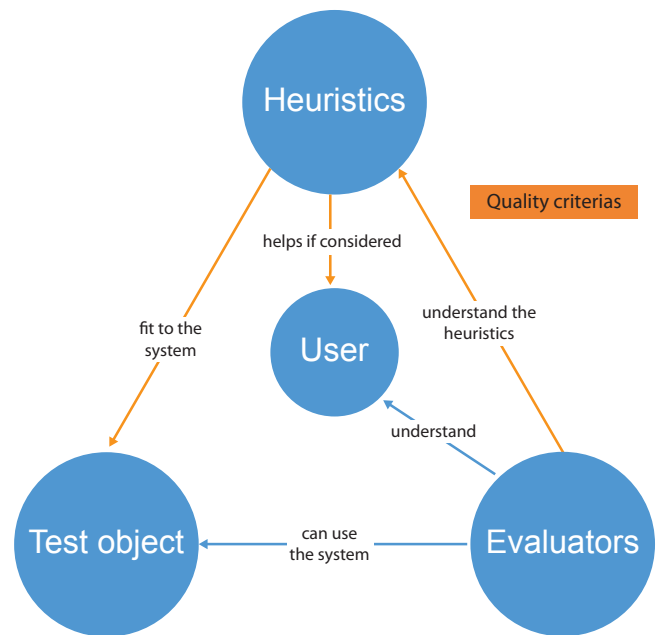 Heuristics
Quality criterias
helps if considered
fit to the
system
understand the
heuristics
User
understand
Test object
can use
the system
Evaluators